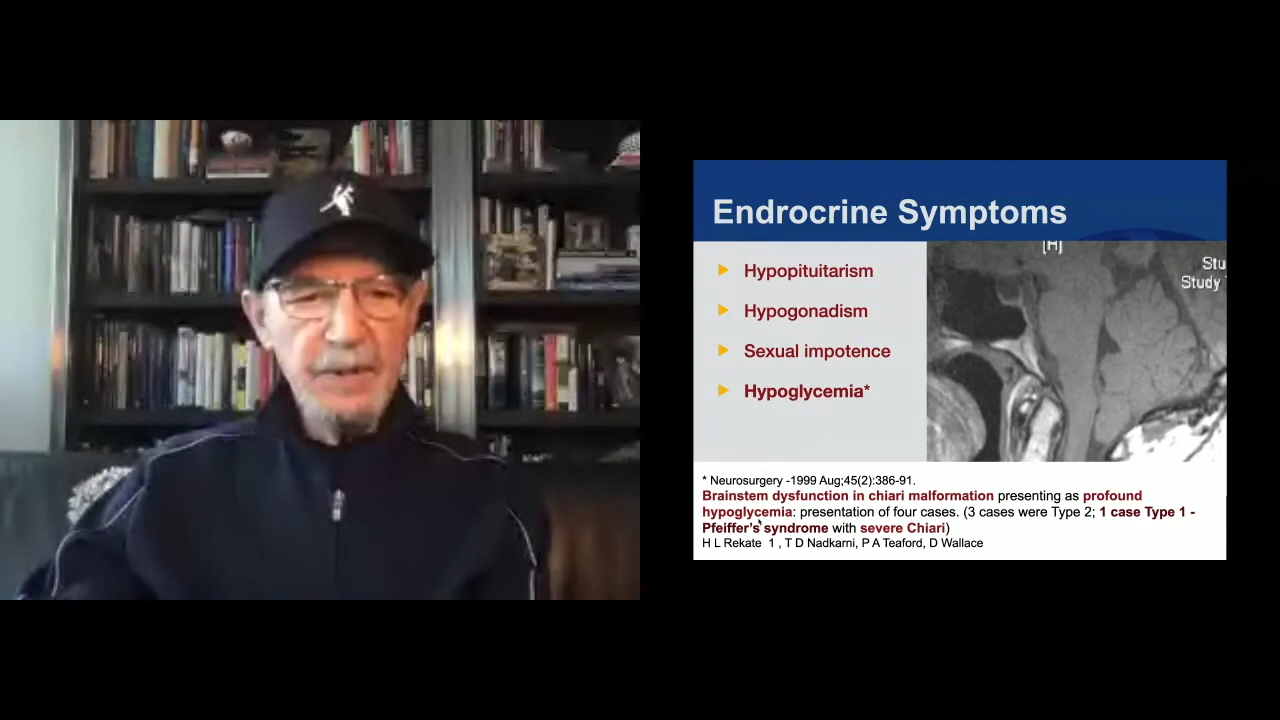 Endrocrine Symptoms
Hypopituitarism
Hypogonadism
Sexual impotence
Hypoglycemia*
[H]
Stu
Study
* Neurosurgery -1999 Aug;45(2):386-91.
Brainstem dysfunction in chiari malformation presenting as profound
hypoglycemia: presentation of four cases. (3 cases were Type 2; 1 case Type 1 -
Pfeiffer's syndrome with severe Chiari)
H L Rekate 1 , T D Nadkarni, P A Teaford, D Wallace